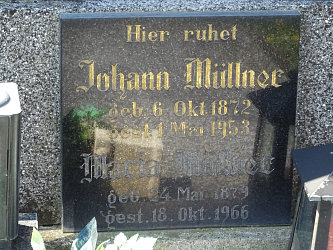 Hier ruhet
Johann Müllner
geb. 6. Okt. 1872
gest. 1. Mai 1953
Maria Müllner
geb. 24. Mai 1879
gest. 18. Okt. 1966